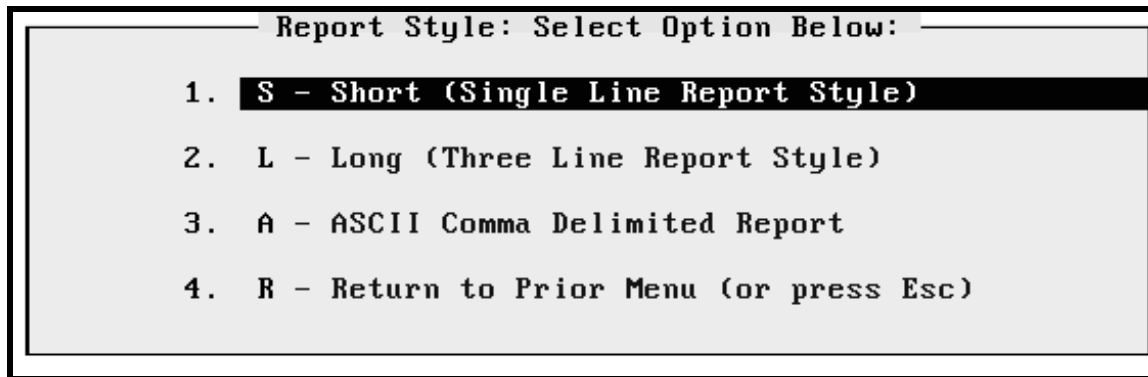 Report Style: Select Option Below:
1. S - Short (Single Line Report Style)
2. L - Long (Three Line Report Style)
3. A - ASCII Comma Delimited Report
4. R - Return to Prior Menu (or press Esc)